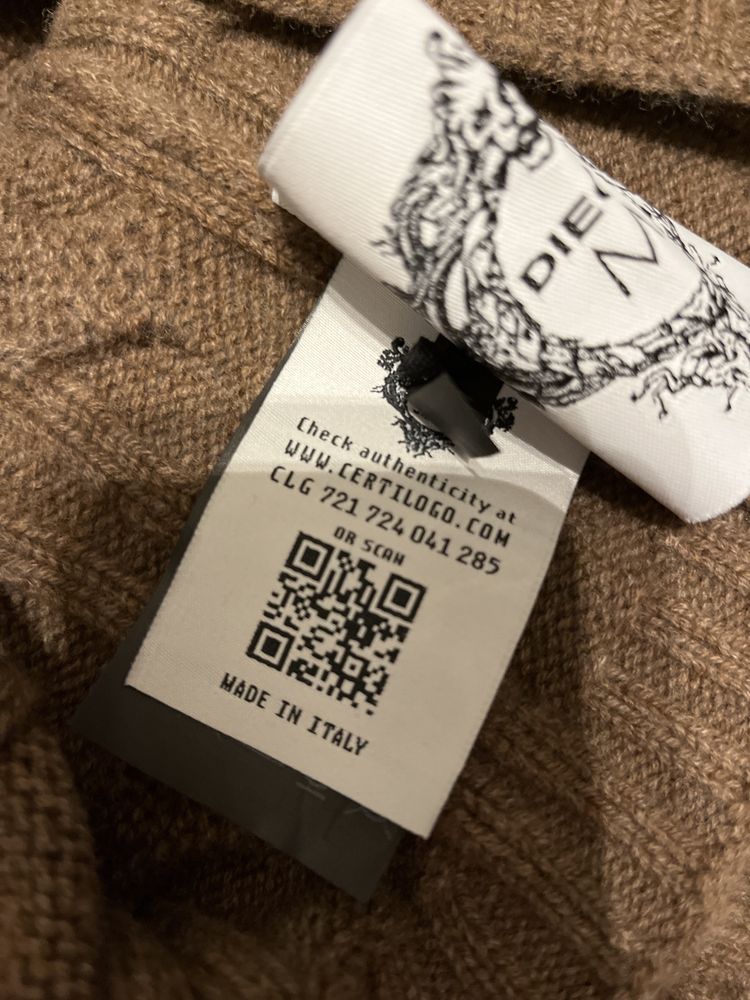 DIE
M
Check authenticity at
WWW.CERTILOGO.COM
CLG 721 724 041 285
OR SCAN
MADE IN ITALY